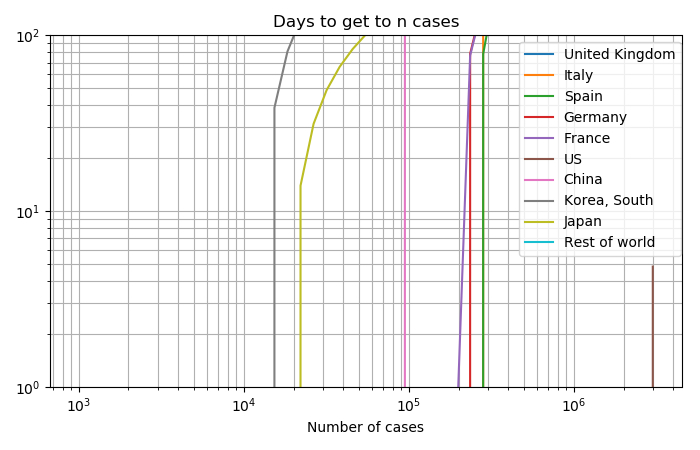 Days to get to n cases
10²
10¹
10⁰
United Kingdom
Italy
Spain
Germany
France
US
China
Korea, South
Japan
Rest of world
10³ 10⁴ 10⁵ 10⁶
Number of cases